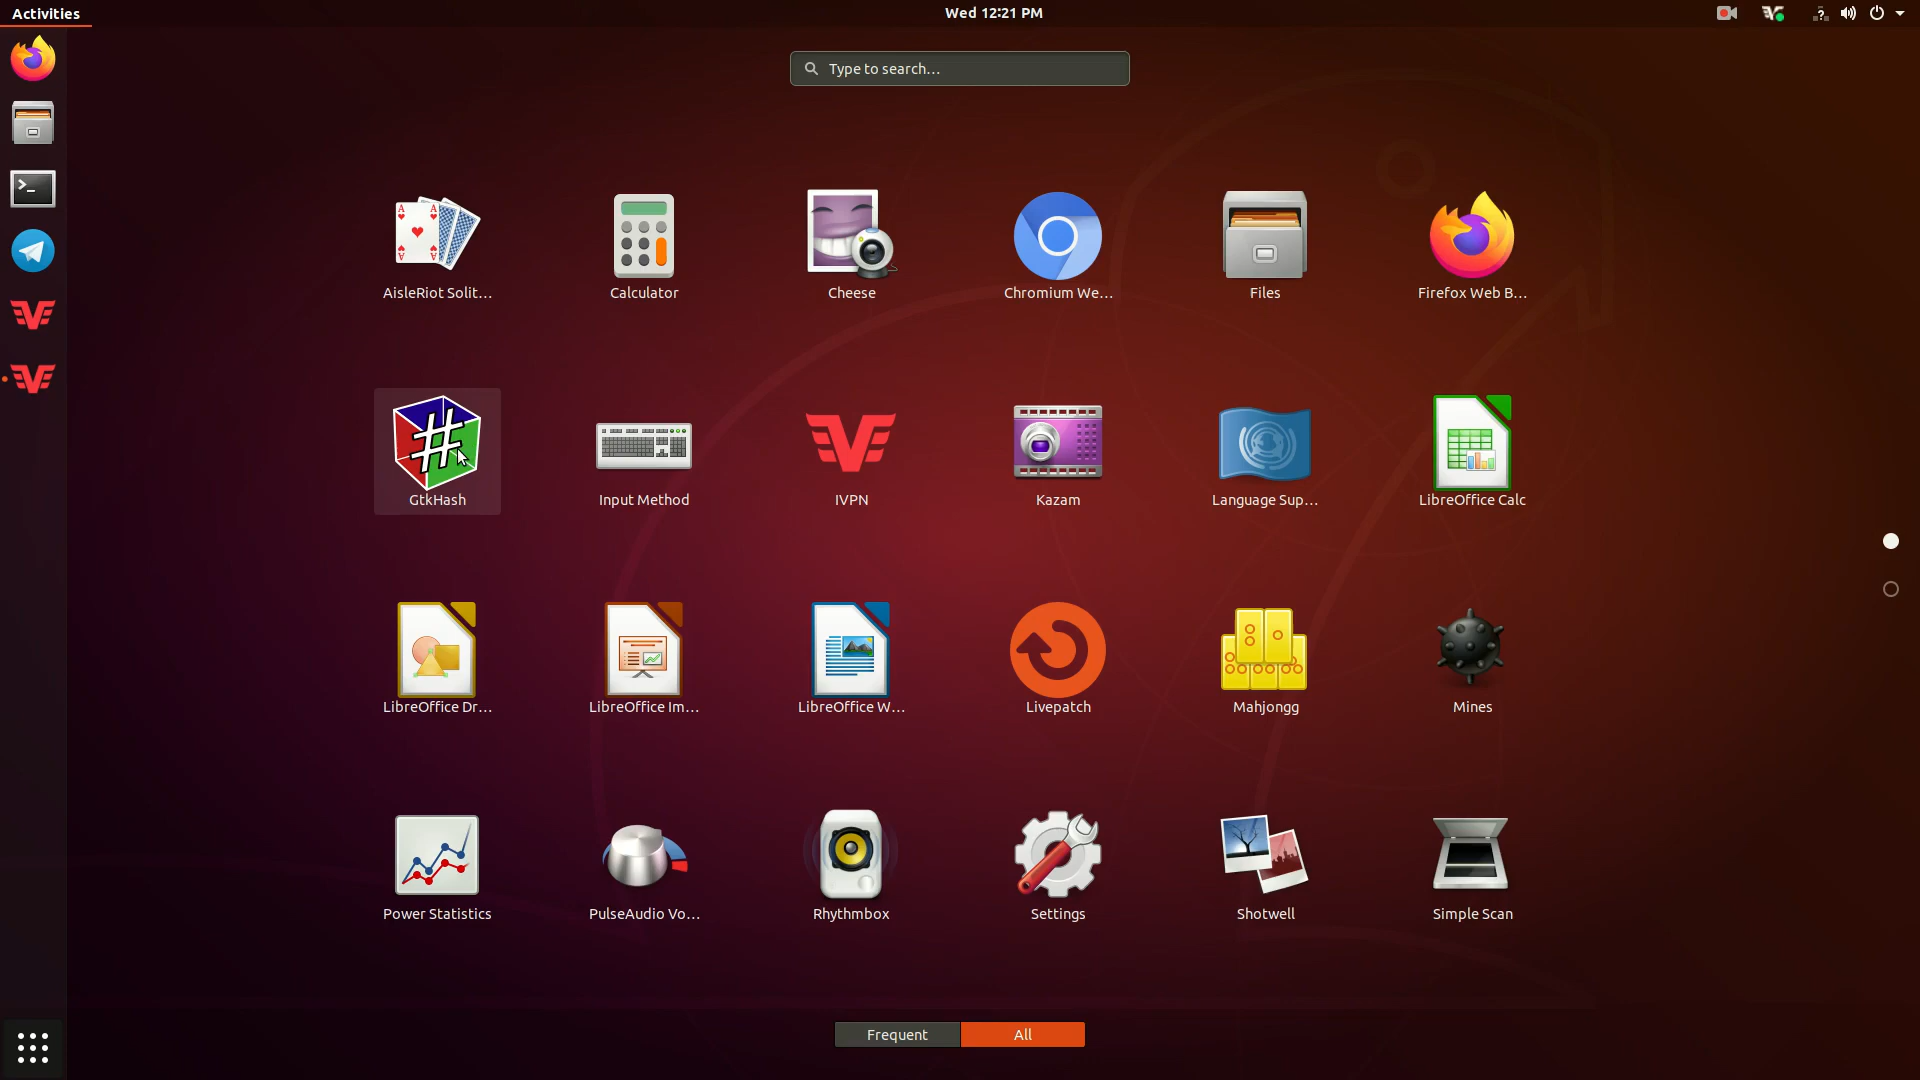 Activities
Wed 12:21 PM
Type to search...
AisleRiot Solit...
Calculator
Cheese
Chromium We...
Files
Firefox Web B...
GtkHash
Input Method
IVPN
Kazam
Language Sup...
LibreOffice Calc
LibreOffice Dr...
LibreOffice Im...
LibreOffice W...
Livepatch
Mahjongg
Mines
Power Statistics
PulseAudio Vo...
Rhythmbox
Settings
Shotwell
Simple Scan
Frequent
All